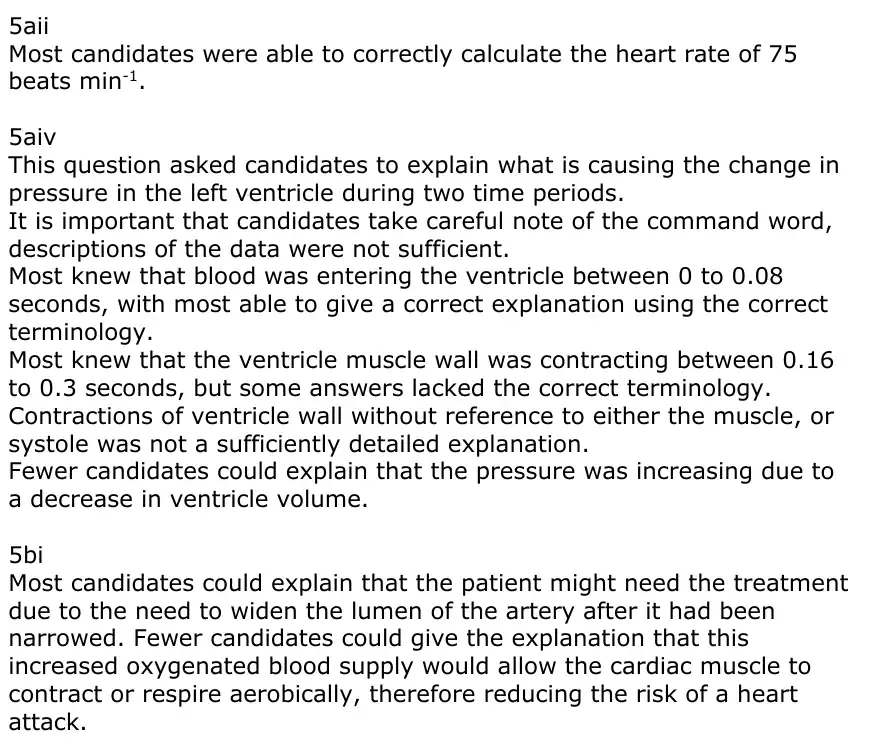 5aii
Most candidates were able to correctly calculate the heart rate of 75
beats min⁻¹.
5aiv
This question asked candidates to explain what is causing the change in
pressure in the left ventricle during two time periods.
It is important that candidates take careful note of the command word,
descriptions of the data were not sufficient.
Most knew that blood was entering the ventricle between 0 to 0.08
seconds, with most able to give a correct explanation using the correct
terminology.
Most knew that the ventricle muscle wall was contracting between 0.16
to 0.3 seconds, but some answers lacked the correct terminology.
Contractions of ventricle wall without reference to either the muscle, or
systole was not a sufficiently detailed explanation.
Fewer candidates could explain that the pressure was increasing due to
a decrease in ventricle volume.
5bi
Most candidates could explain that the patient might need the treatment
due to the need to widen the lumen of the artery after it had been
narrowed. Fewer candidates could give the explanation that this
increased oxygenated blood supply would allow the cardiac muscle to
contract or respire aerobically, therefore reducing the risk of a heart
attack.